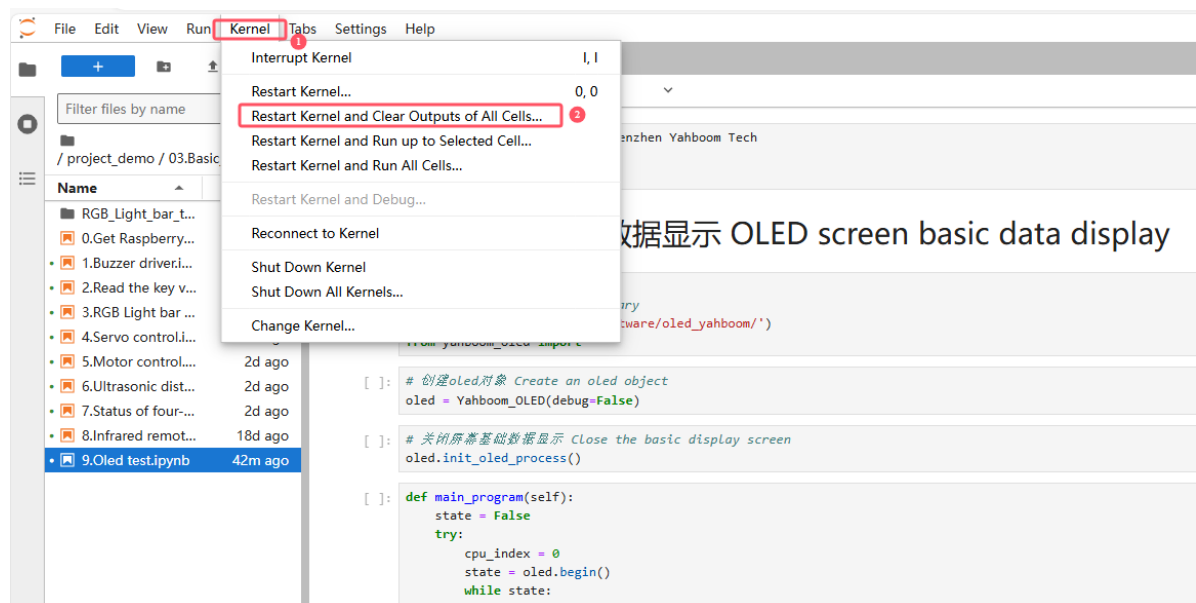 File Edit View Run Kernel Tabs Settings Help
1
Interrupt Kernel I, I
Restart Kernel... 0, 0
Restart Kernel and Clear Outputs of All Cells... 2
Restart Kernel and Run up to Selected Cell...
Restart Kernel and Run All Cells...
Restart Kernel and Debug...
Reconnect to Kernel
Shut Down Kernel
Shut Down All Kernels...
Change Kernel...
+
Filter files by name
/ project_demo / 03.Basic
Name
RGB_Light_bar_t...
0.Get Raspberry...
1.Buzzer driver.i...
2.Read the key v...
3.RGB Light bar ...
4.Servo control.i...
5.Motor control.... 2d ago
6.Ultrasonic dist... 2d ago
7.Status of four-... 2d ago
8.Infrared remot... 18d ago
9.Oled test.ipynb 42m ago
Yahboom Tech
据显示 OLED screen basic data display
/oled_yahboom/')
[ ]: # 创建oled对象 Create an oled object
oled = Yahboom_OLED(debug=False)
[ ]: # 关闭屏幕基础数据显示 Close the basic display screen
oled.init_oled_process()
[ ]: def main_program(self):
state = False
try:
cpu_index = 0
state = oled.begin()
while state: